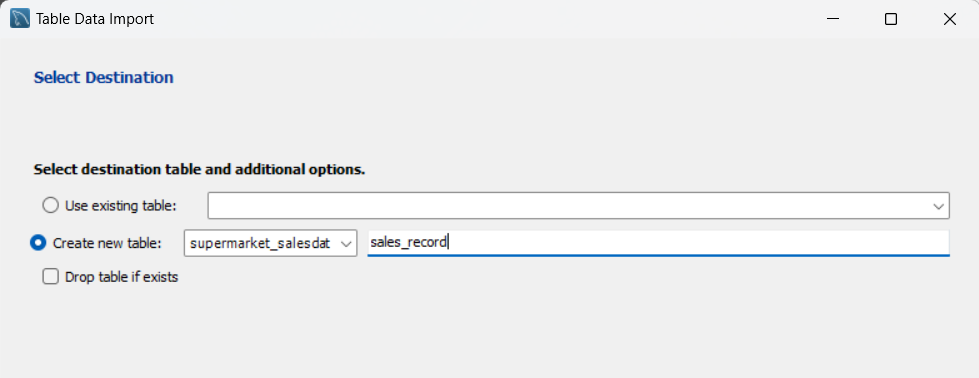 Table Data Import
Select Destination
Select destination table and additional options.
Use existing table:
Create new table: supermarket_salesdat sales_record
Drop table if exists